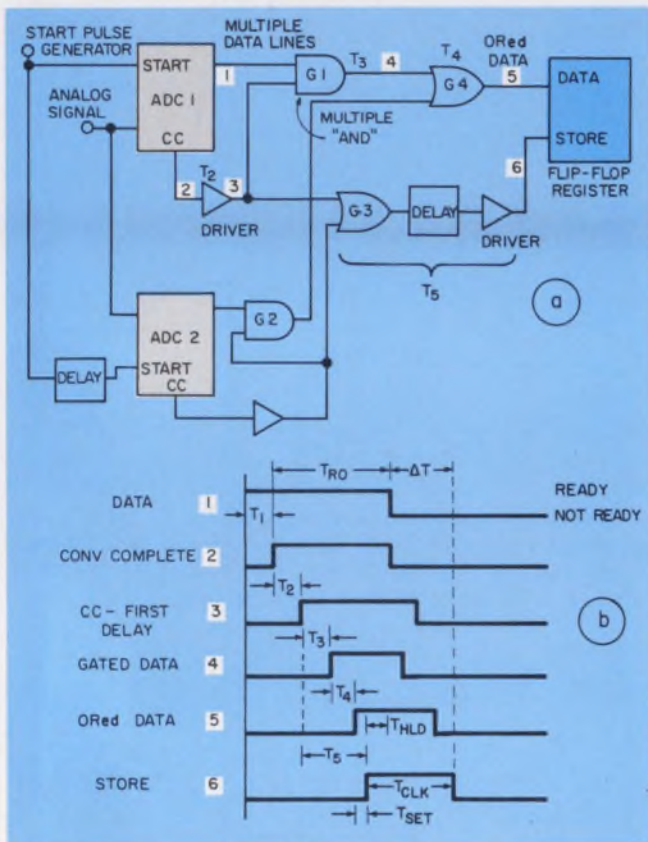 START PULSE
GENERATOR
MULTIPLE
DATA LINES
START
ADC 1
CC
1
ANALOG
SIGNAL
T3
G1
4
T4
G4
ORed
DATA
5
DATA
STORE
MULTIPLE
"AND"
6
FLIP-FLOP
REGISTER
2
T2
3
DRIVER
G3
DELAY
DRIVER
T5
a
ADC 2
START
CC
G2
DELAY
TRO
ΔT
DATA 1
READY
NOT READY
T1
CONV COMPLETE 2
T2
CC - FIRST
DELAY 3
b
T3
GATED DATA 4
T4
ORed DATA 5
THLD
T5
STORE 6
TCLK
TSET